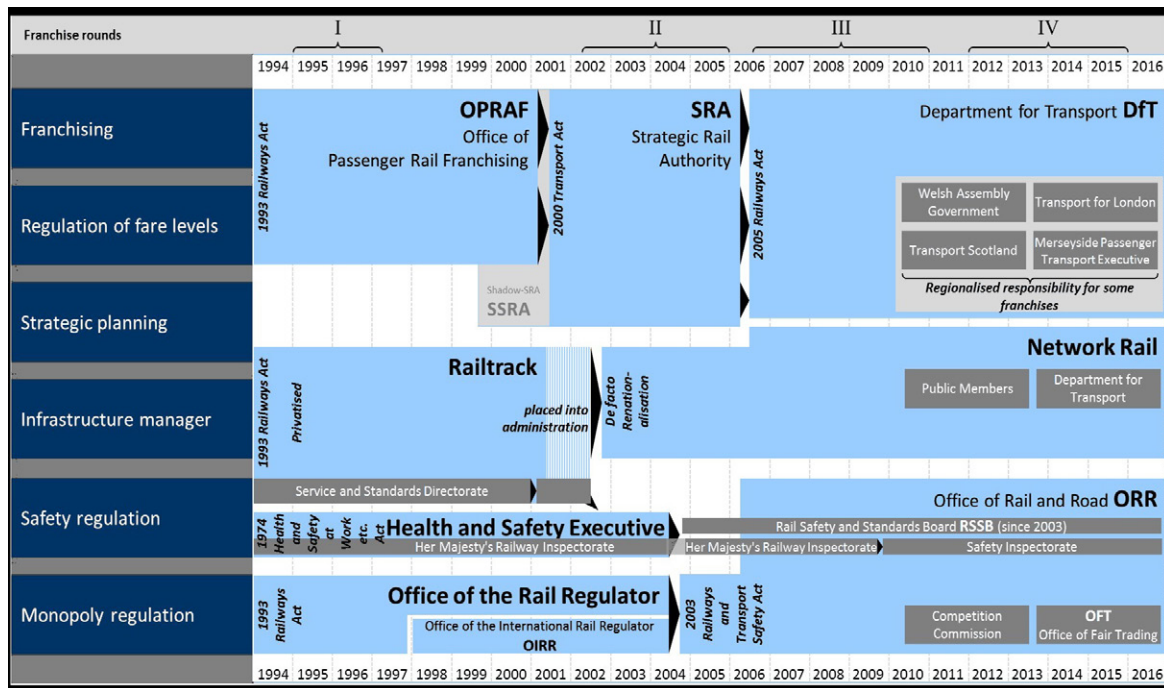 Franchise rounds
I
II
III
IV
1994 1995 1996 1997 1998 1999 2000 2001 2002 2003 2004 2005 2006 2007 2008 2009 2010 2011 2012 2013 2014 2015 2016
Franchising
1993 Railways Act
OPRAF
Office of
Passenger Rail Franchising
2000 Transport Act
SRA
Strategic Rail
Authority
2005 Railways Act
Department for Transport DfT
Regulation of fare levels
Welsh Assembly
Government
Transport for London
Transport Scotland
Merseyside Passenger
Transport Executive
Regionalised responsibility for some
franchises
Strategic planning
Shadow-SRA
SSRA
Infrastructure manager
1993 Railways Act
Privatised
Railtrack
placed into
administration
De facto
Renation-
alisation
Network Rail
Public Members
Department for
Transport
Safety regulation
Service and Standards Directorate
1974 Health
and
Safety
at
Work
etc.
Act
Health and Safety Executive
Her Majesty's Railway Inspectorate
Office of Rail and Road ORR
Rail Safety and Standards Board RSSB (since 2003)
Her Majesty's Railway Inspectorate
Safety Inspectorate
Monopoly regulation
1993
Railways
Act
Office of the Rail Regulator
Office of the International Rail Regulator
OIRR
2003
Railways
and
Transport
Safety Act
Competition
Commission
OFT
Office of Fair Trading
1994 1995 1996 1997 1998 1999 2000 2001 2002 2003 2004 2005 2006 2007 2008 2009 2010 2011 2012 2013 2014 2015 2016